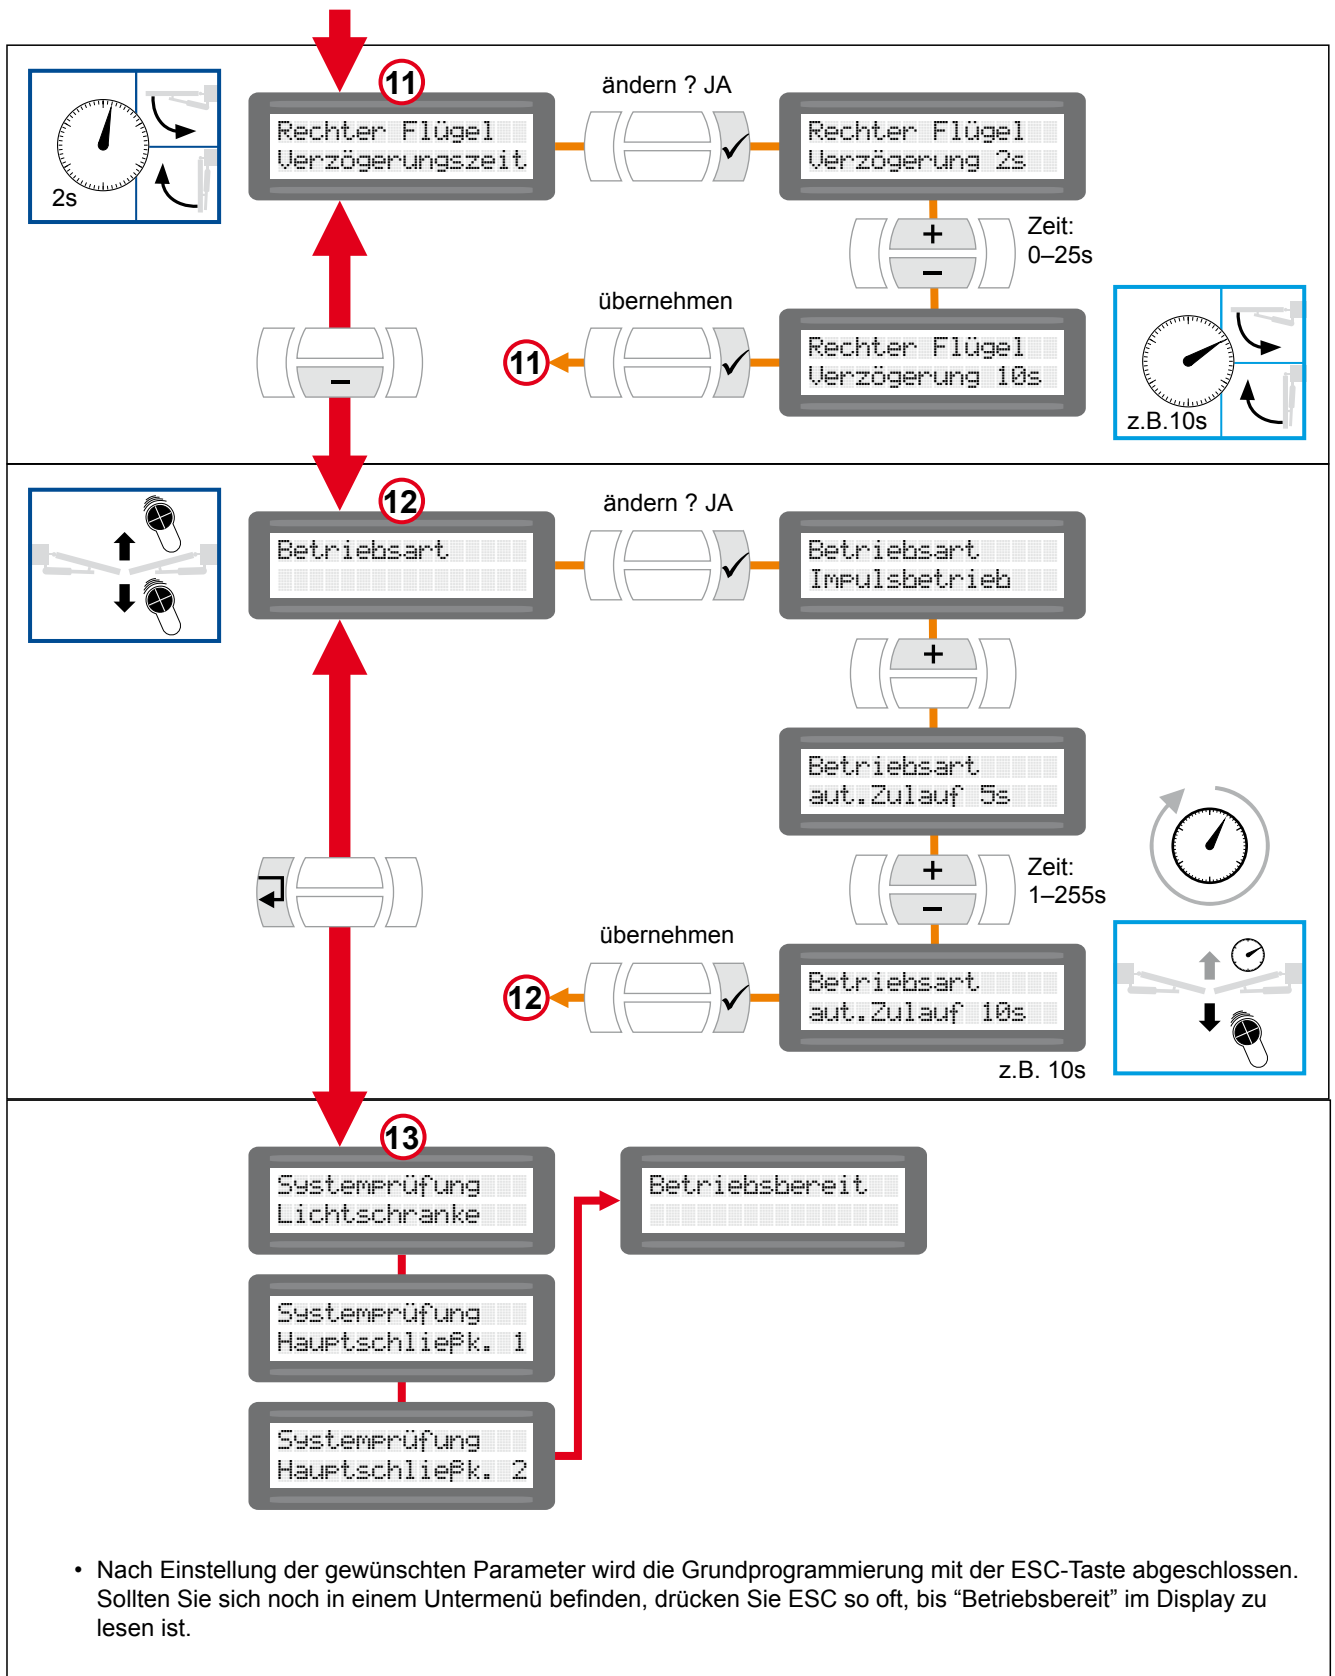 11
ändern ? JA
Rechter Flügel
Verzögerungszeit
Rechter Flügel
Verzögerung 2s
2s
+
−
Zeit:
0–25s
übernehmen
−
11
Rechter Flügel
Verzögerung 10s
z.B.10s
12
ändern ? JA
Betriebsart
Betriebsart
Impulsbetrieb
+
Betriebsart
aut.Zulauf 5s
+
−
Zeit:
1–255s
übernehmen
12
Betriebsart
aut.Zulauf 10s
z.B. 10s
13
Systemprüfung
Lichtschranke
Betriebsbereit
Systemprüfung
Hauptschließk. 1
Systemprüfung
Hauptschließk. 2
• Nach Einstellung der gewünschten Parameter wird die Grundprogrammierung mit der ESC-Taste abgeschlossen.
Sollten Sie sich noch in einem Untermenü befinden, drücken Sie ESC so oft, bis “Betriebsbereit” im Display zu
lesen ist.